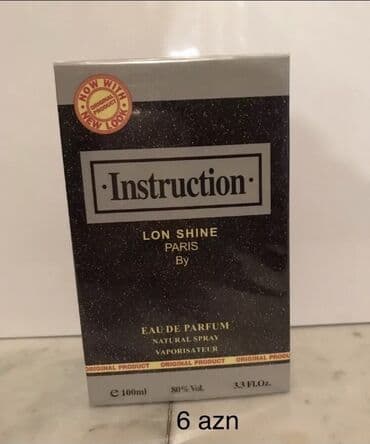 NOW WITH
ORIGINAL PRODUCT
NEW LOOK
·Instruction·
LON SHINE
PARIS
By
EAU DE PARFUM
NATURAL SPRAY
VAPORISATEUR
ORIGINAL PRODUCT ORIGINAL PRODUCT ORIGINAL PRODU
℮ 100ml 80% Vol. 3.3 FI.Oz.
6 azn